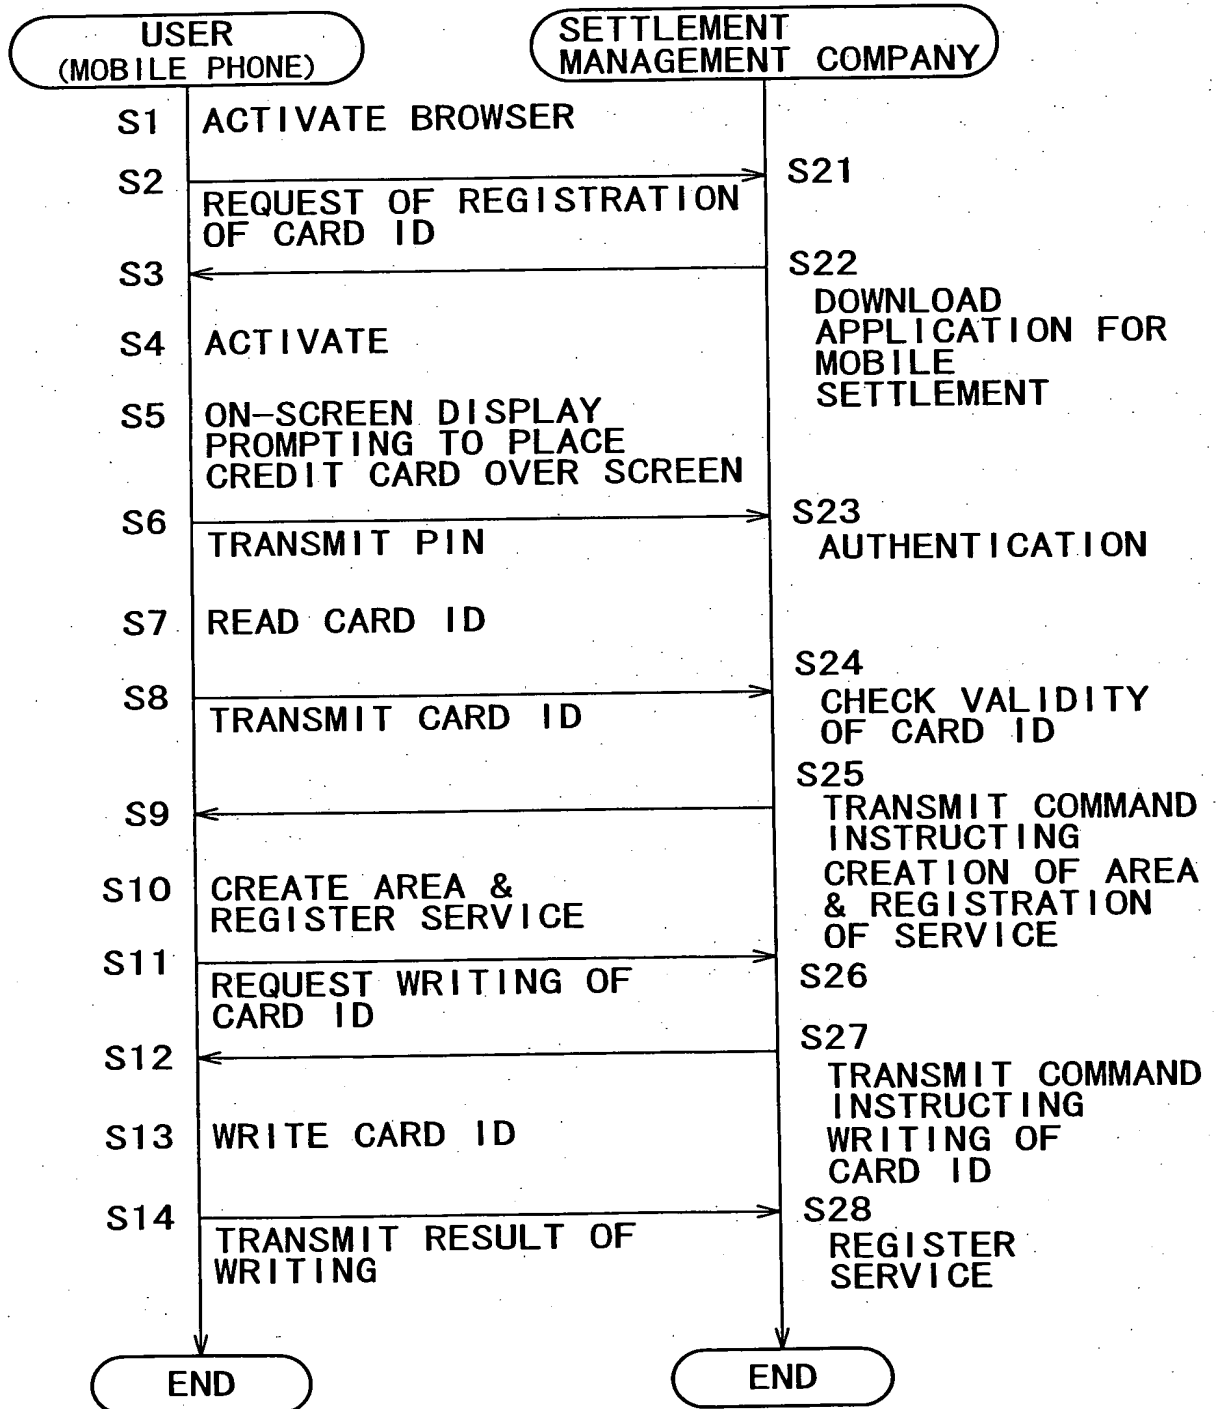 USER
(MOBILE PHONE)
SETTLEMENT
MANAGEMENT COMPANY
S1 ACTIVATE BROWSER
S2
S21
REQUEST OF REGISTRATION
OF CARD ID
S3
S22
DOWNLOAD
APPLICATION FOR
MOBILE
SETTLEMENT
S4 ACTIVATE
S5 ON-SCREEN DISPLAY
PROMPTING TO PLACE
CREDIT CARD OVER SCREEN
S6
TRANSMIT PIN
S23
AUTHENTICATION
S7 READ CARD ID
S8
TRANSMIT CARD ID
S24
CHECK VALIDITY
OF CARD ID
S9
S25
TRANSMIT COMMAND
INSTRUCTING
CREATION OF AREA
& REGISTRATION
OF SERVICE
S10 CREATE AREA &
REGISTER SERVICE
S11
REQUEST WRITING OF
CARD ID
S26
S12
S27
TRANSMIT COMMAND
INSTRUCTING
WRITING OF
CARD ID
S13 WRITE CARD ID
S14
TRANSMIT RESULT OF
WRITING
S28
REGISTER
SERVICE
END
END